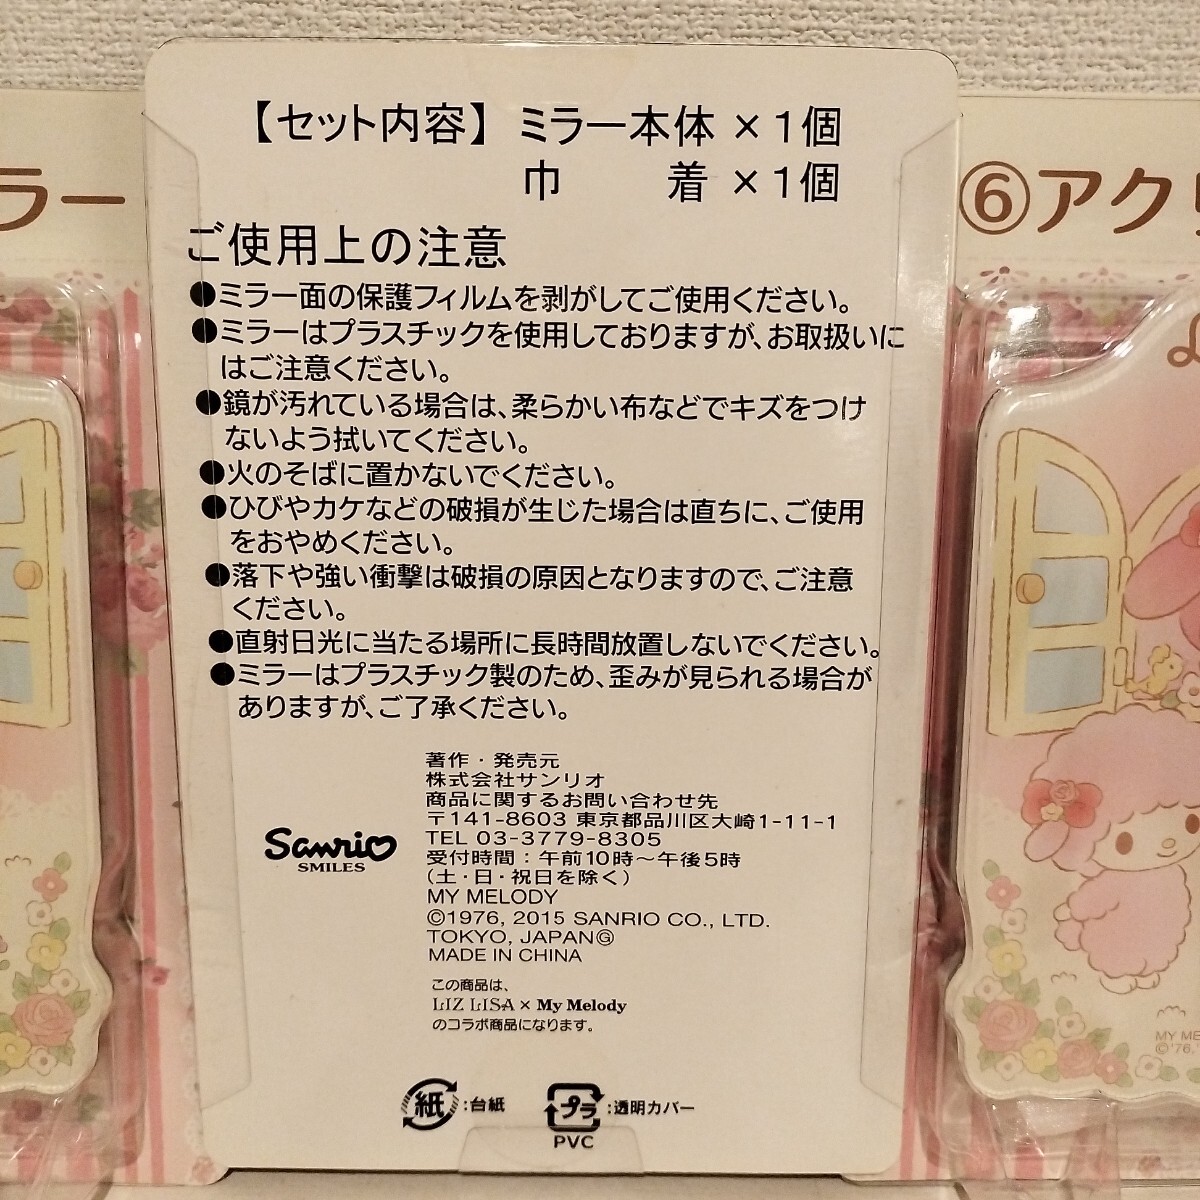 【セット内容】 ミラー本体 × 1個
巾 着 × 1個
ご使用上の注意
●ミラー面の保護フィルムを剥がしてご使用ください。
●ミラーはプラスチックを使用しておりますが、お取扱いに
はご注意ください。
●鏡が汚れている場合は、柔らかい布などでキズをつけ
ないよう拭いてください。
●火のそばに置かないでください。
●ひびやカケなどの破損が生じた場合は直ちに、ご使用
をおやめください。
●落下や強い衝撃は破損の原因となりますので、ご注意
ください。
●直射日光に当たる場所に長時間放置しないでください。
●ミラーはプラスチック製のため、歪みが見られる場合が
ありますが、ご了承ください。
著作・発売元
株式会社サンリオ
商品に関するお問い合わせ先
〒141-8603 東京都品川区大崎1-11-1
TEL 03-3779-8305
受付時間：午前10時～午後5時
(土・日・祝日を除く)
MY MELODY
©1976, 2015 SANRIO CO., LTD.
TOKYO, JAPAN Ⓖ
MADE IN CHINA
Sanrio
SMILES
この商品は、
LIZ LISA × My Melody
のコラボ商品になります。
紙:台紙
プラ:透明カバー
PVC
ラー
⑥アクリ
MY ME
©'76,